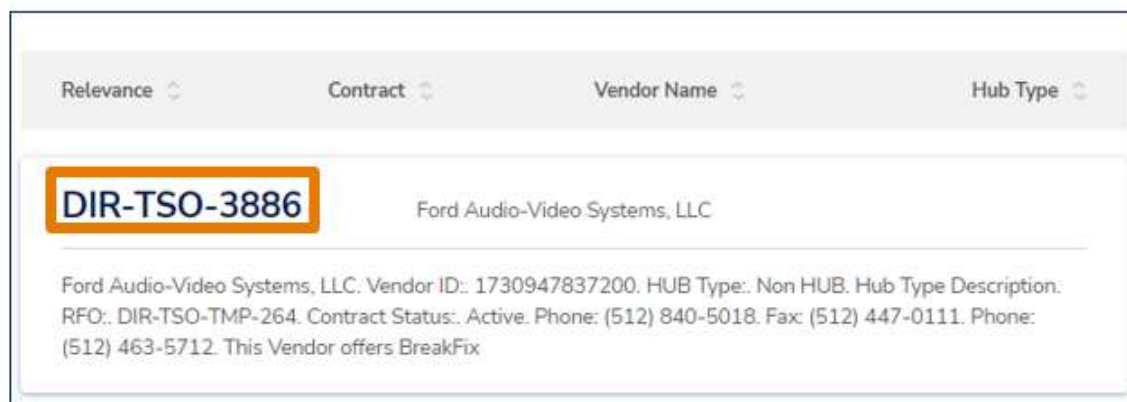 Relevance Contract Vendor Name Hub Type
DIR-TSO-3886 Ford Audio-Video Systems, LLC
Ford Audio-Video Systems, LLC. Vendor ID:. 1730947837200. HUB Type:. Non HUB. Hub Type Description.
RFO:. DIR-TSO-TMP-264. Contract Status:. Active. Phone: (512) 840-5018. Fax: (512) 447-0111. Phone:
(512) 463-5712. This Vendor offers BreakFix